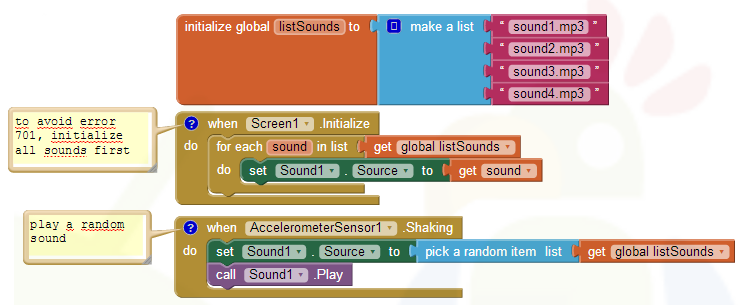 initialize global listSounds to make a list " sound1.mp3 "
" sound2.mp3 "
" sound3.mp3 "
" sound4.mp3 "
to avoid error
701, initialize
all sounds first
? when Screen1 .Initialize
do for each sound in list get global listSounds
do set Sound1 . Source to get sound
play a random
sound
? when AccelerometerSensor1 .Shaking
do set Sound1 . Source to pick a random item list get global listSounds
call Sound1 .Play